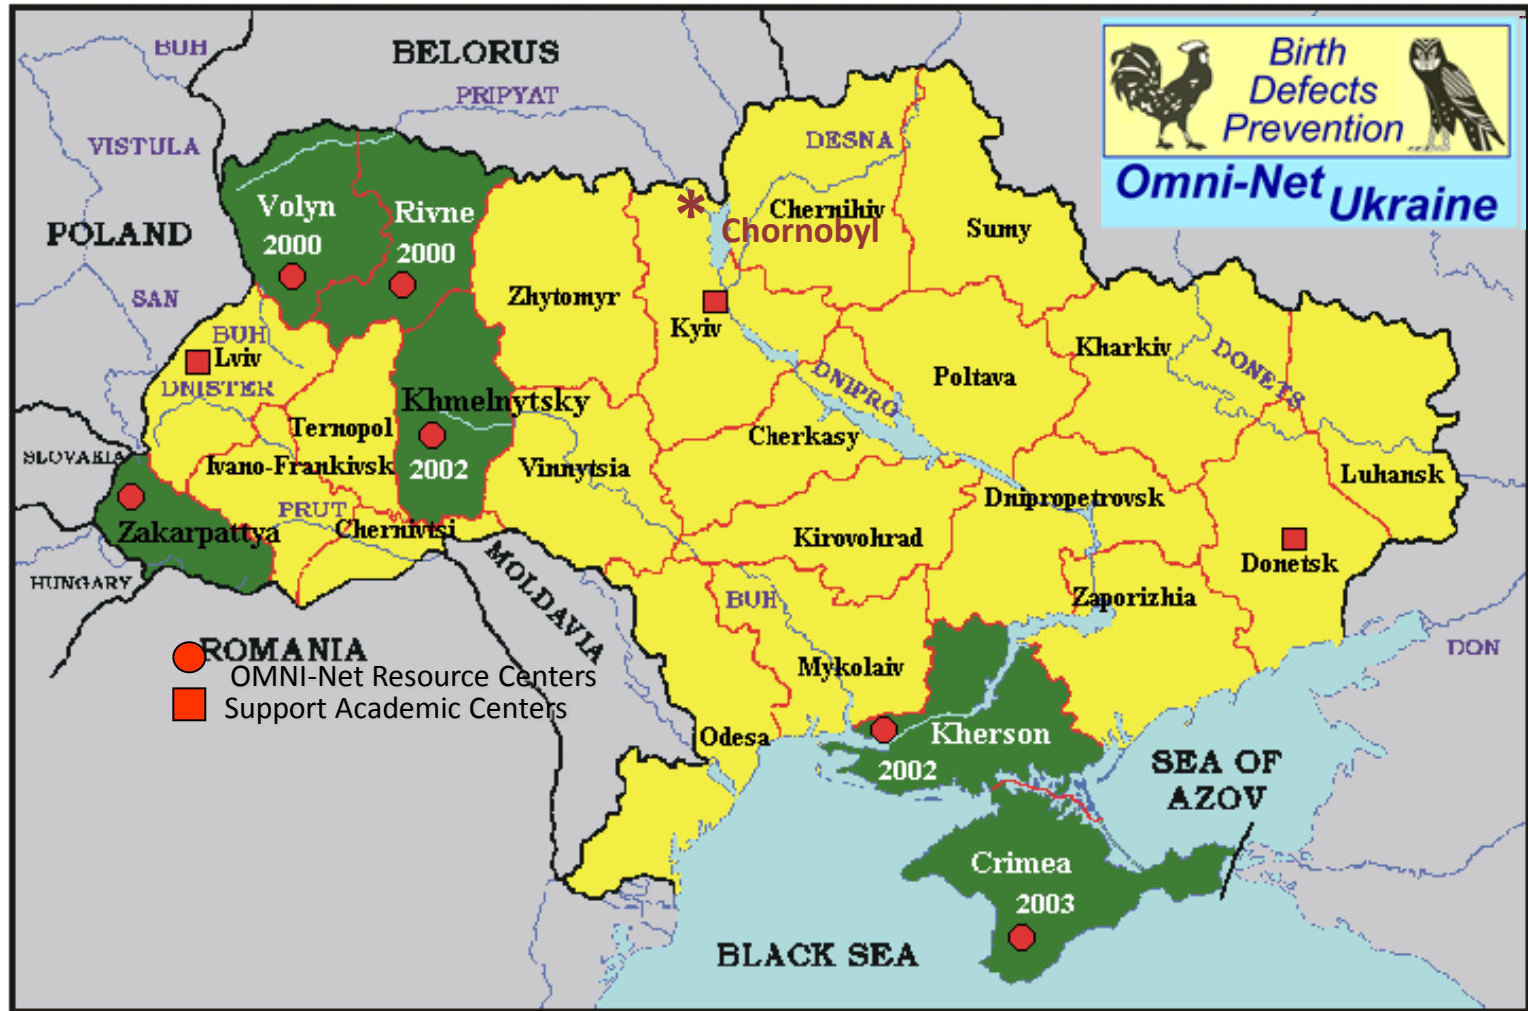 BUH
BELORUS
PRIPYAT
VISTULA
DESNA
Birth
Defects
Prevention
Omni-Net
Ukraine
POLAND
Volyn
2000
Rivne
2000
*
Chernihiv
Chornobyl
Sumy
SAN
Zhytomyr
Kyiv
BUH
Lviv
DNISTER
Kharkiv
DONETS
Poltava
DNIPRO
Khmelnytsky
2002
Ternopol
Cherkasy
SLOVAKIA
Ivano-Frankivsk
Vinnytsia
Luhansk
Dnipropetrovsk
PRUT
Chernivtsi
Zakarpattya
Kirovohrad
Donetsk
HUNGARY
MOLDAVIA
BUH
Zaporizhia
ROMANIA
OMNI-Net Resource Centers
Support Academic Centers
Mykolaiv
DON
Odesa
Kherson
2002
SEA OF
AZOV
Crimea
2003
BLACK SEA